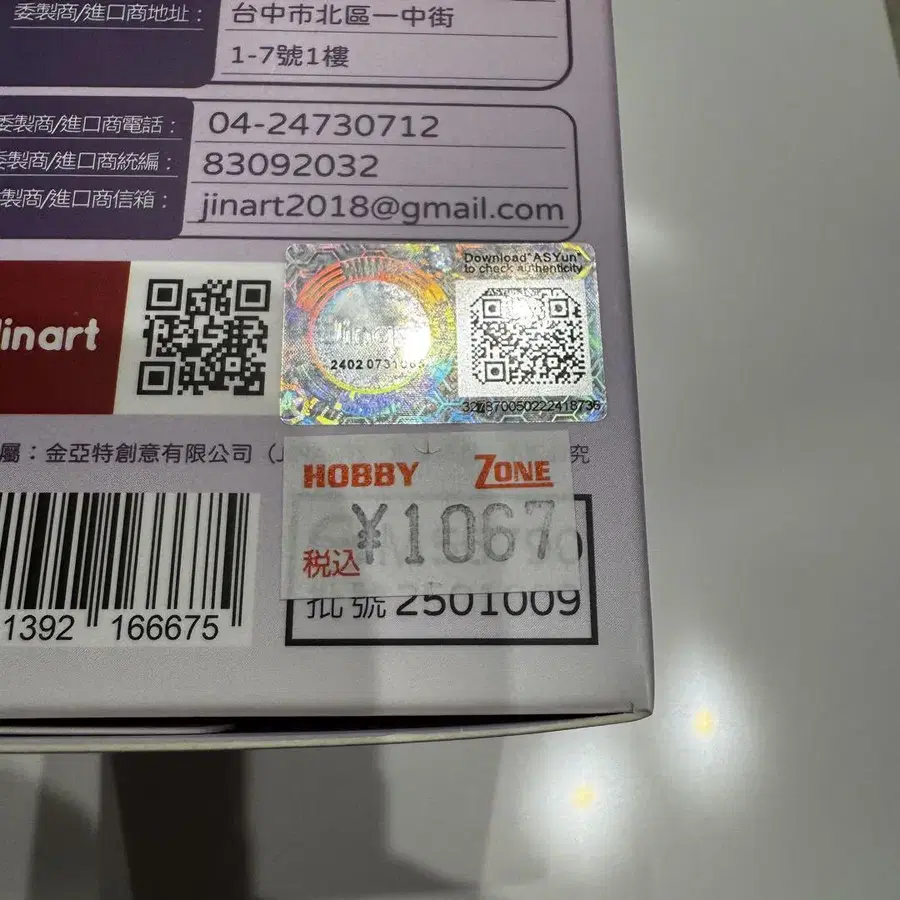 委製商/進口商地址：
台中市北區一中街
1-7號1樓
委製商/進口商電話：
04-24730712
委製商/進口商統編：
83092032
製商/進口商信箱：
jinart2018@gmail.com
Jinart
Download"ASYun"
to check authenticity
屬：金亞特創意有限公司（
究
HOBBY ZONE
¥1067
税込
批號 2501009
1392 166675